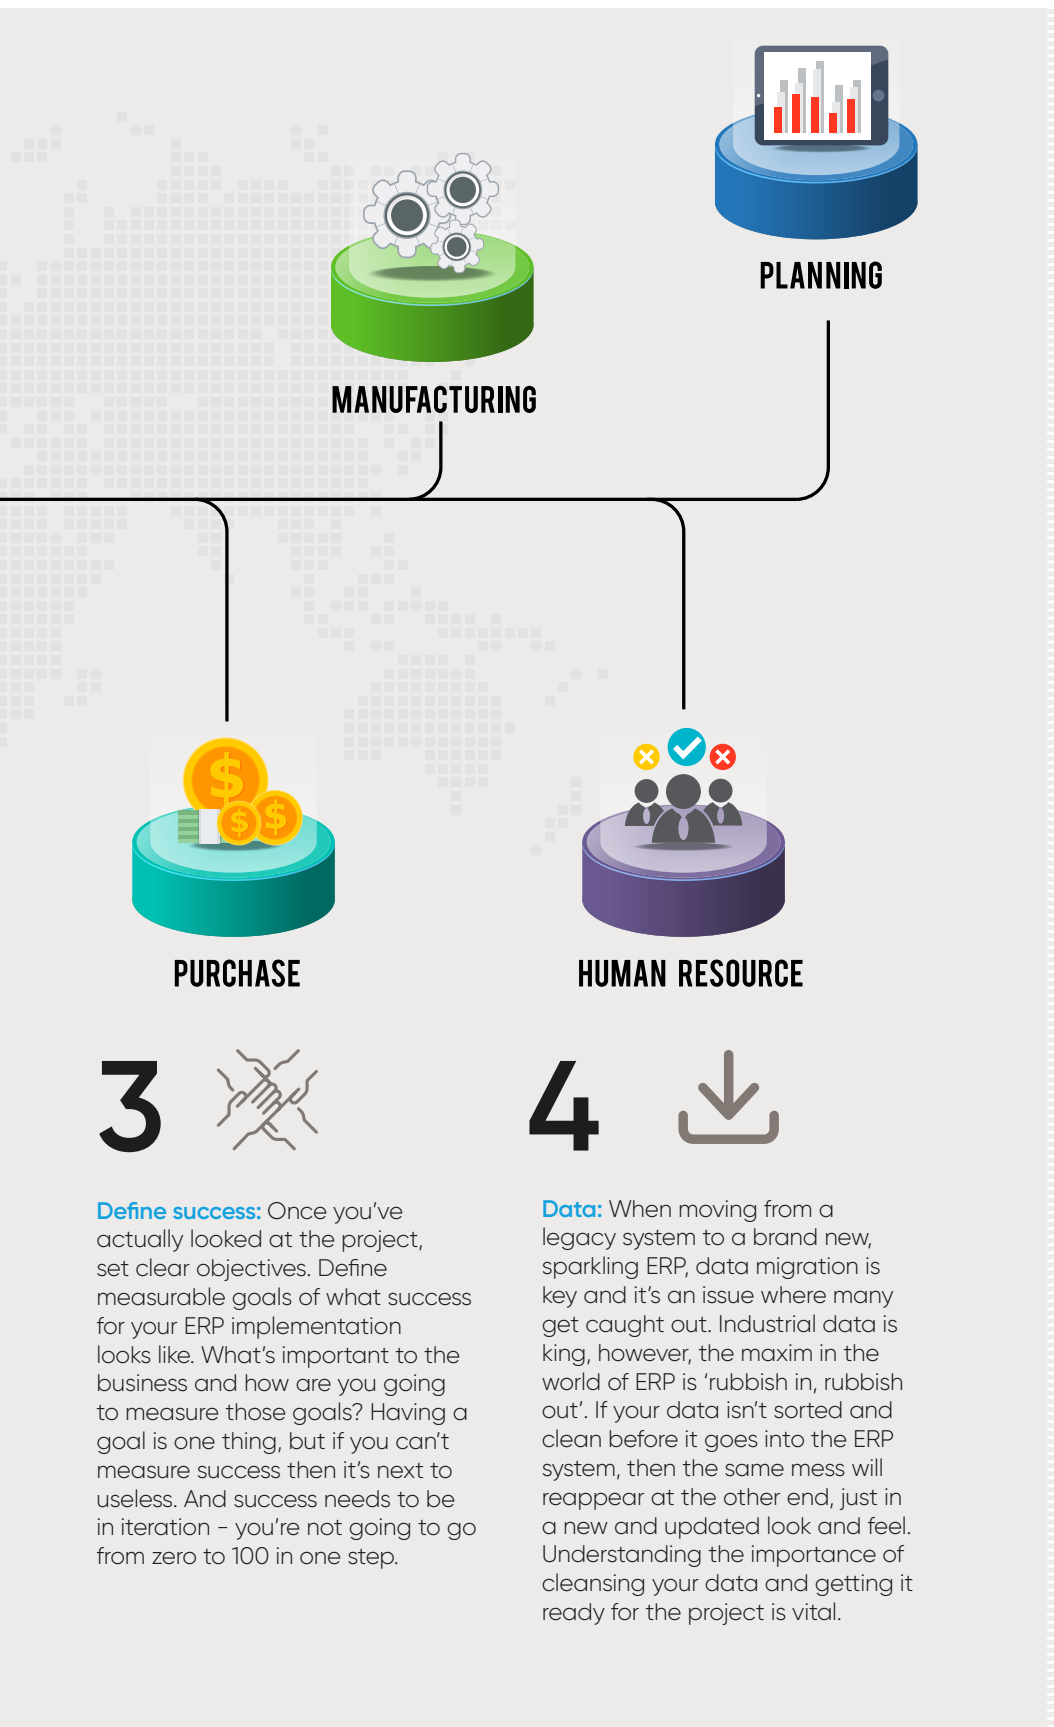 PLANNING
MANUFACTURING
$
$
$
PURCHASE
HUMAN RESOURCE
3
Define success: Once you’ve
actually looked at the project,
set clear objectives. Define
measurable goals of what success
for your ERP implementation
looks like. What’s important to the
business and how are you going
to measure those goals? Having a
goal is one thing, but if you can’t
measure success then it’s next to
useless. And success needs to be
in iteration - you’re not going to go
from zero to 100 in one step.
4
Data: When moving from a
legacy system to a brand new,
sparkling ERP, data migration is
key and it’s an issue where many
get caught out. Industrial data is
king, however, the maxim in the
world of ERP is ‘rubbish in, rubbish
out’. If your data isn’t sorted and
clean before it goes into the ERP
system, then the same mess will
reappear at the other end, just in
a new and updated look and feel.
Understanding the importance of
cleansing your data and getting it
ready for the project is vital.